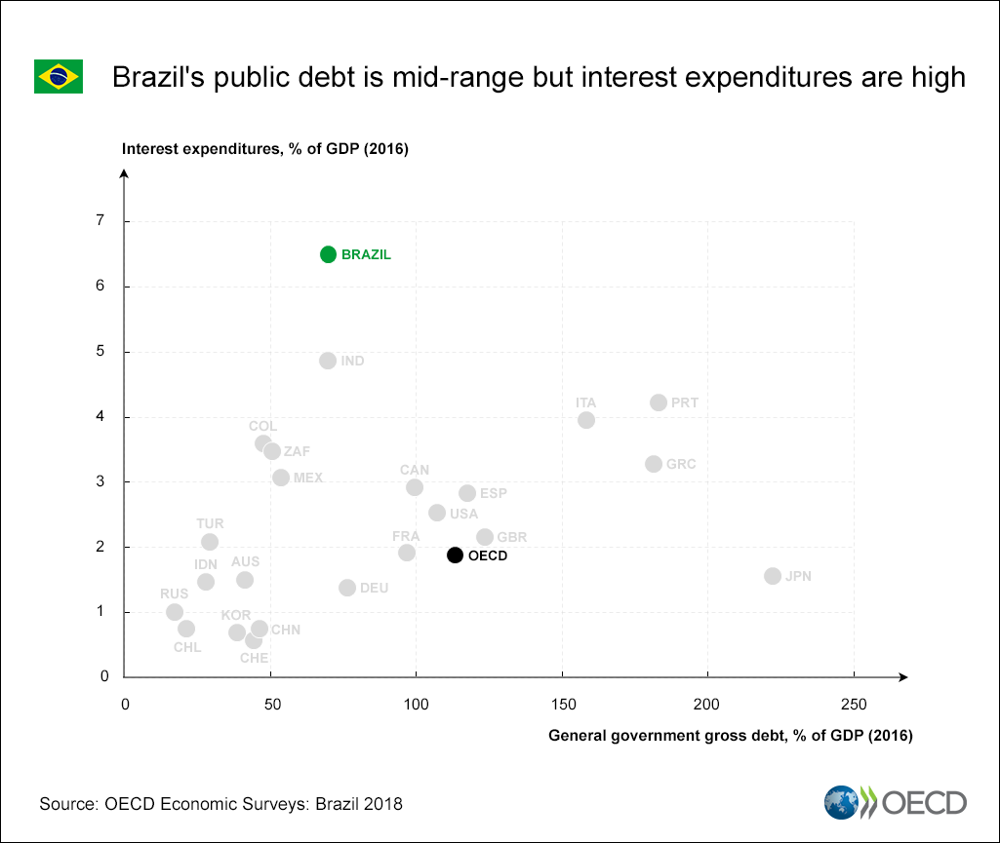 Brazil's public debt is mid-range but interest expenditures are high
Interest expenditures, % of GDP (2016)
7
BRAZIL
6
5
IND
ITA
PRT
4
COL
ZAF
GRC
CAN
MEX
3
ESP
USA
TUR
FRA
GBR
2
OECD
IDN
AUS
JPN
DEU
RUS
1
KOR
CHN
CHL
CHE
0
0 50 100 150 200 250
General government gross debt, % of GDP (2016)
Source: OECD Economic Surveys: Brazil 2018
OECD